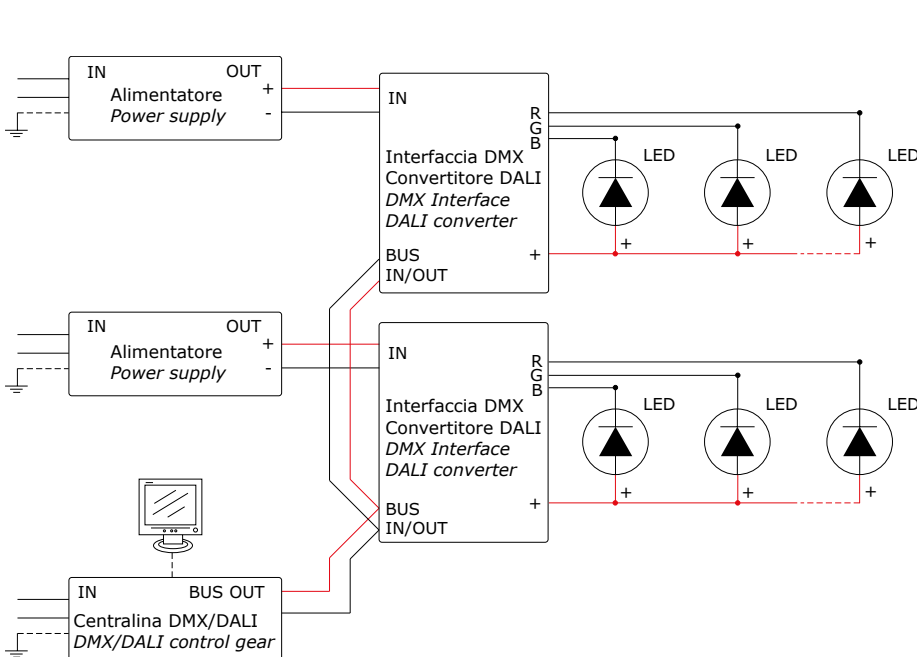 IN OUT
Alimentatore
Power supply
+
-
IN
Interfaccia DMX
Convertitore DALI
DMX Interface
DALI converter
BUS
IN/OUT
R
G
B
+
LED LED LED
+ + +
IN OUT
Alimentatore
Power supply
+
-
IN
Interfaccia DMX
Convertitore DALI
DMX Interface
DALI converter
BUS
IN/OUT
R
G
B
+
LED LED LED
+ + +
IN BUS OUT
Centralina DMX/DALI
DMX/DALI control gear